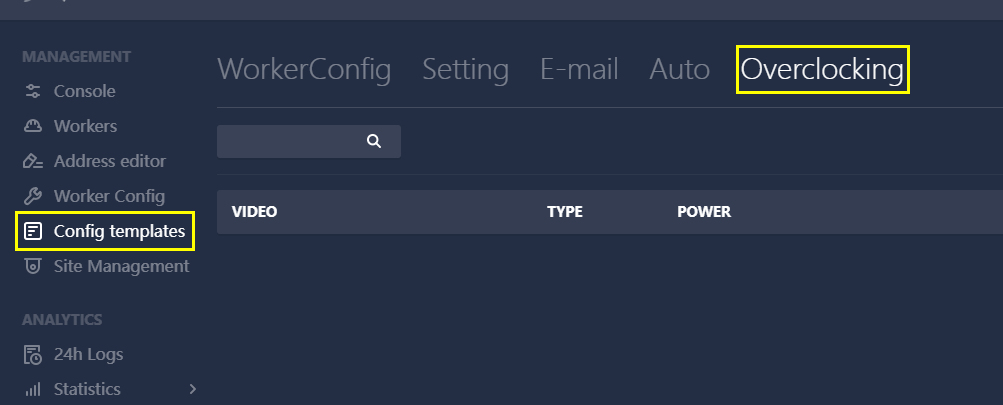 MANAGEMENT
Console
Workers
Address editor
Worker Config
Config templates
Site Management
ANALYTICS
24h Logs
Statistics
WorkerConfig Setting E-mail Auto Overclocking
VIDEO TYPE POWER